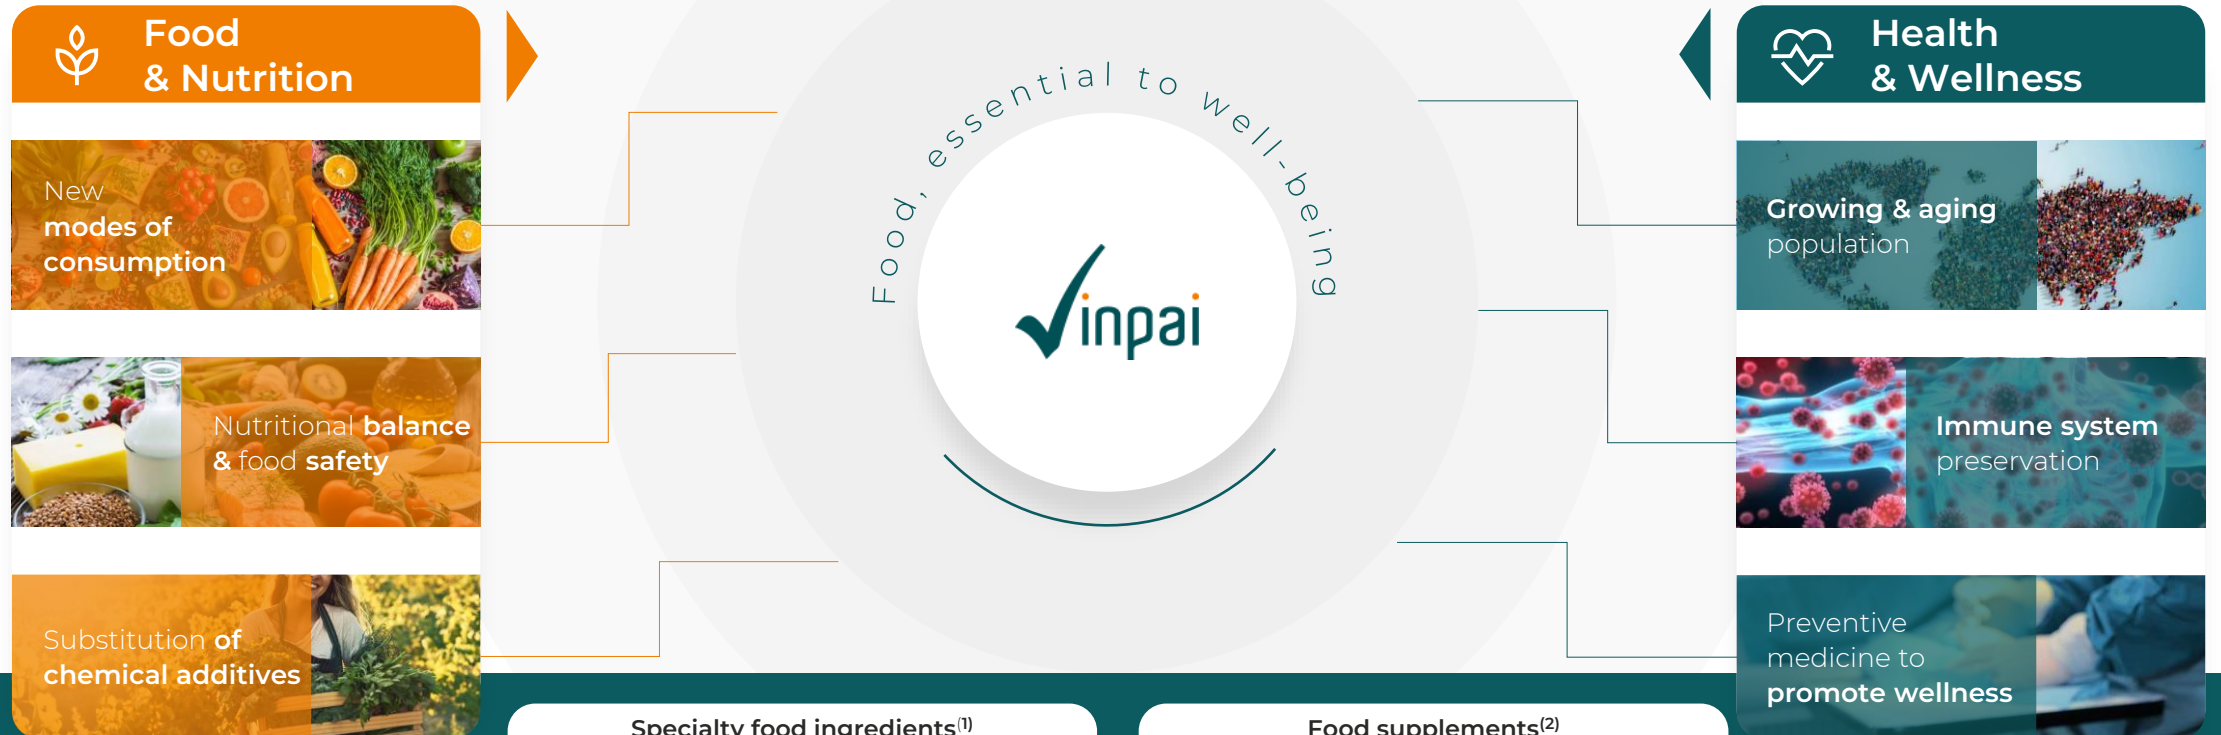 Food
& Nutrition
New
modes of
consumption
Nutritional balance
& food safety
Substitution of
chemical additives
Food, essential to well-being
inpai
Health
& Wellness
Growing & aging
population
Immune system
preservation
Preventive
medicine to
promote wellness
Specialty food ingredients(1)
Food supplements(2)